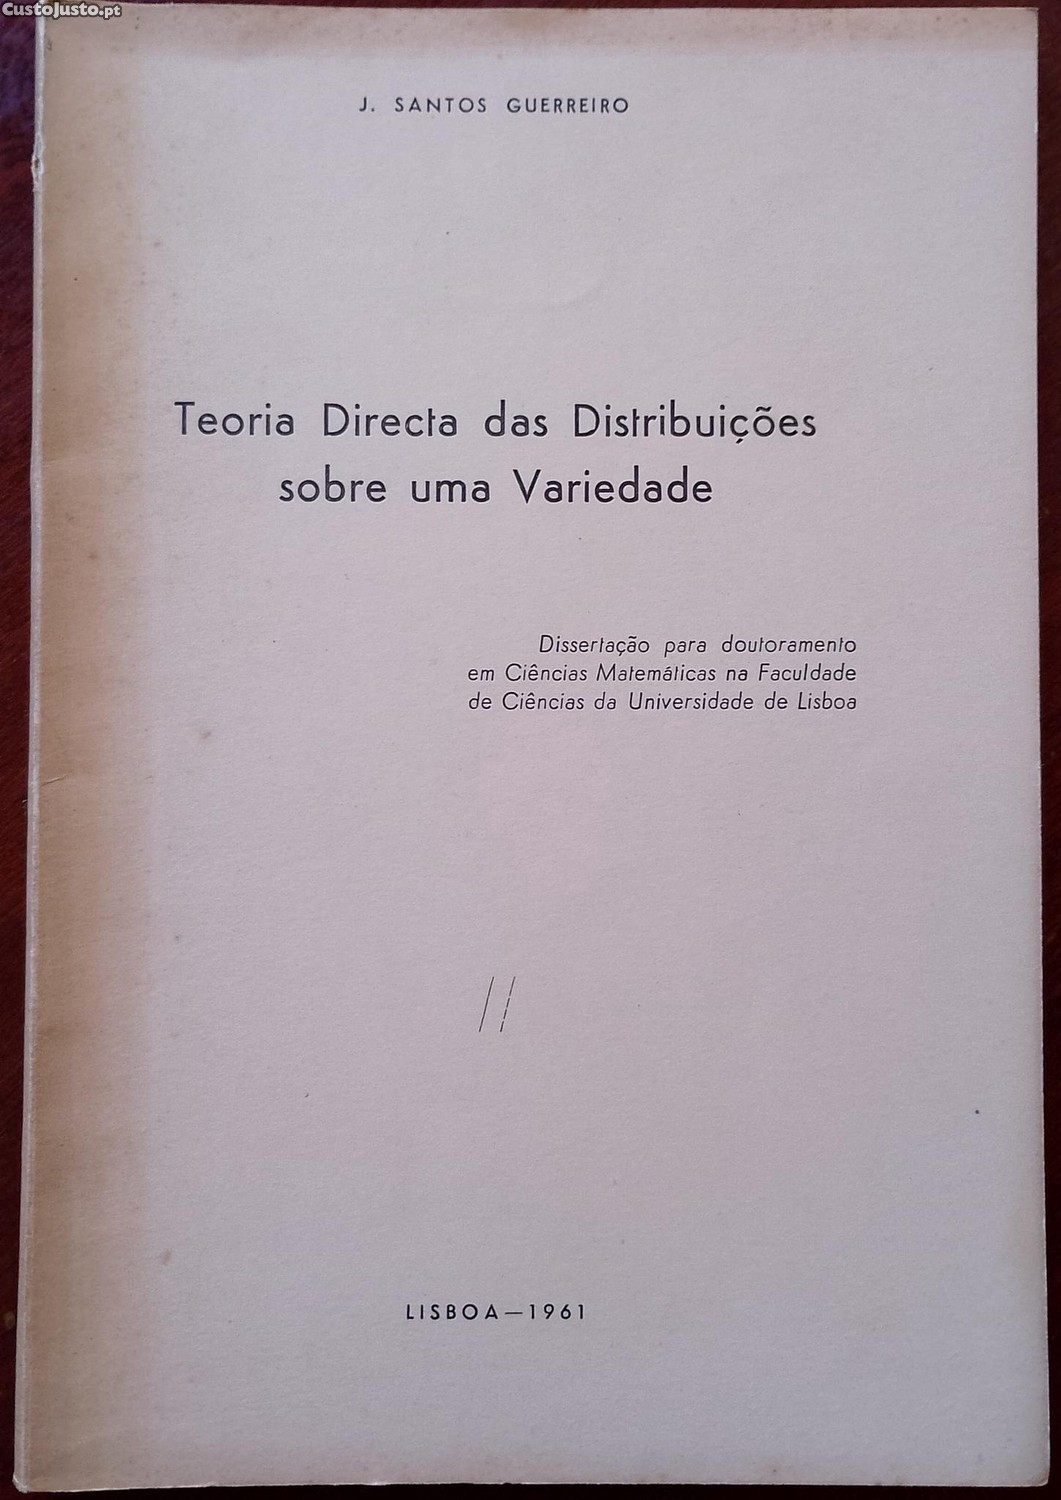 CustoJusto.pt
J. SANTOS GUERREIRO
Teoria Directa das Distribuições
sobre uma Variedade
Dissertação para doutoramento
em Ciências Matemáticas na Faculdade
de Ciências da Universidade de Lisboa
LISBOA—1961